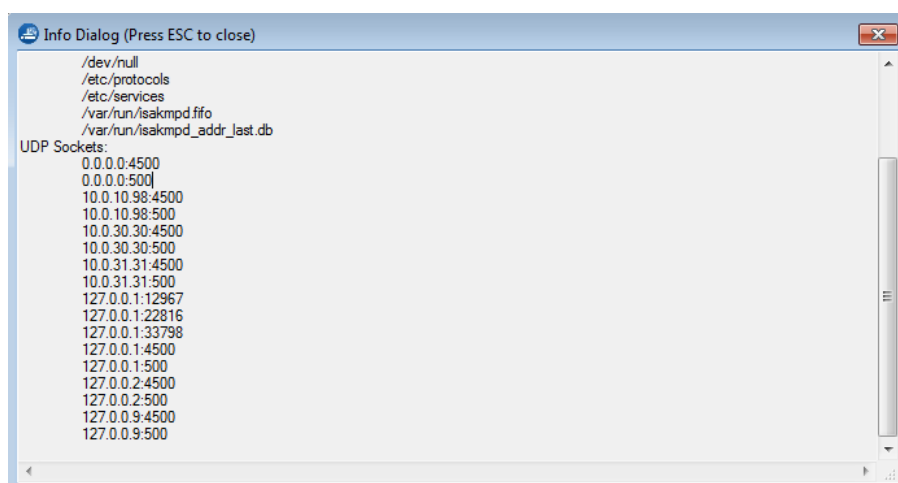 Info Dialog (Press ESC to close)
/dev/null
/etc/protocols
/etc/services
/var/run/isakmpd.fifo
/var/run/isakmpd_addr_last.db
UDP Sockets:
0.0.0.0:4500
0.0.0.0:500
10.0.10.98:4500
10.0.10.98:500
10.0.30.30:4500
10.0.30.30:500
10.0.31.31:4500
10.0.31.31:500
127.0.0.1:12967
127.0.0.1:22816
127.0.0.1:33798
127.0.0.1:4500
127.0.0.1:500
127.0.0.2:4500
127.0.0.2:500
127.0.0.9:4500
127.0.0.9:500